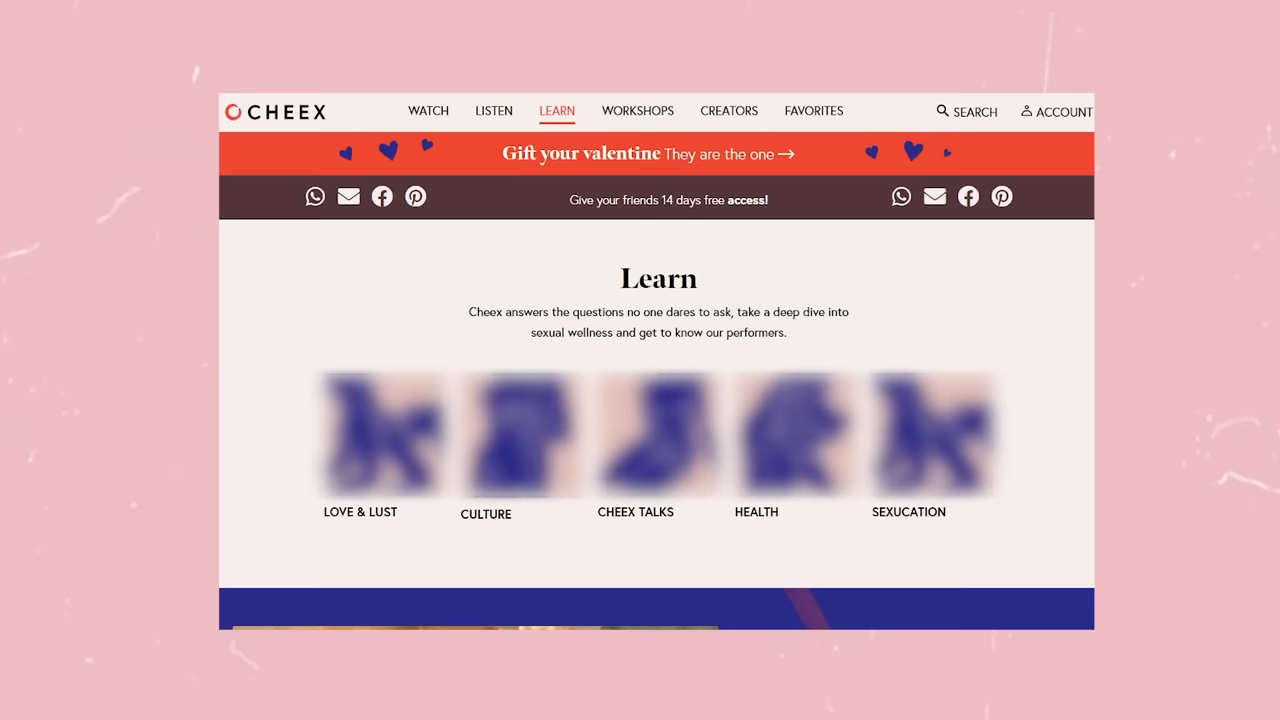 CHEEX
WATCH LISTEN LEARN WORKSHOPS CREATORS FAVORITES SEARCH ACCOUNT
Gift your valentine They are the one →
Give your friends 14 days free access!
Learn
Cheex answers the questions no one dares to ask, take a deep dive into
sexual wellness and get to know our performers.
LOVE & LUST CULTURE CHEEX TALKS HEALTH SEXUCATION